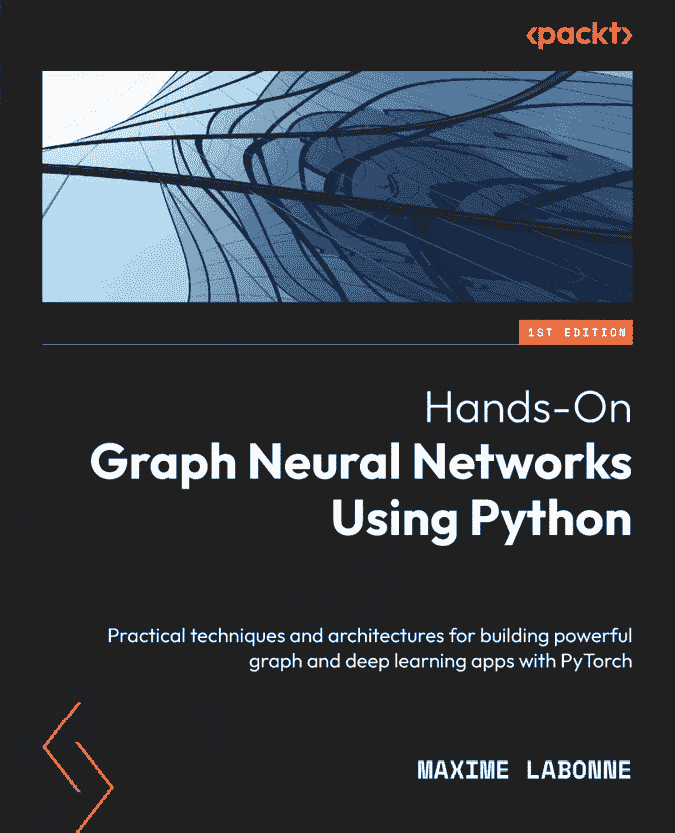 <packt>
1ST EDITION
Hands-On
Graph Neural Networks
Using Python
Practical techniques and architectures for building powerful
graph and deep learning apps with PyTorch
MAXIME LABONNE